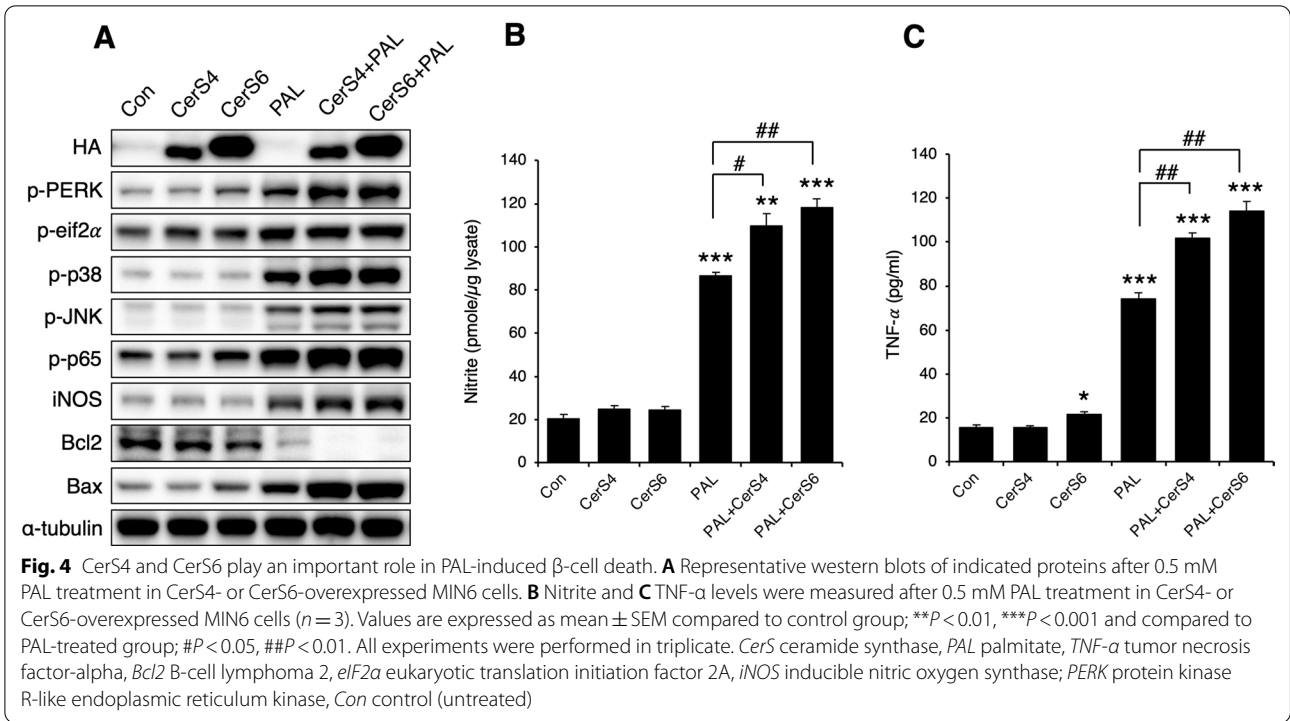 A
Con
CerS4
CerS6
PAL
CerS4+PAL
CerS6+PAL
HA
p-PERK
p-eif2α
p-p38
p-JNK
p-p65
iNOS
Bcl2
Bax
α-tubulin
B
Nitrite (pmole/µg lysate)
140
120
100
80
60
40
20
0
***
**
***
#
##
Con
CerS4
CerS6
PAL
PAL+CerS4
PAL+CerS6
C
TNF-α (pg/ml)
140
120
100
80
60
40
20
0
*
***
***
***
##
##
Con
CerS4
CerS6
PAL
PAL+CerS4
PAL+CerS6
Fig. 4 CerS4 and CerS6 play an important role in PAL-induced β-cell death. A Representative western blots of indicated proteins after 0.5 mM
PAL treatment in CerS4- or CerS6-overexpressed MIN6 cells. B Nitrite and C TNF-α levels were measured after 0.5 mM PAL treatment in CerS4- or
CerS6-overexpressed MIN6 cells (n = 3). Values are expressed as mean ± SEM compared to control group; **P < 0.01, ***P < 0.001 and compared to
PAL-treated group; #P < 0.05, ##P < 0.01. All experiments were performed in triplicate. CerS ceramide synthase, PAL palmitate, TNF-α tumor necrosis
factor-alpha, Bcl2 B-cell lymphoma 2, eIF2a eukaryotic translation initiation factor 2A, iNOS inducible nitric oxygen synthase; PERK protein kinase
R-like endoplasmic reticulum kinase, Con control (untreated)